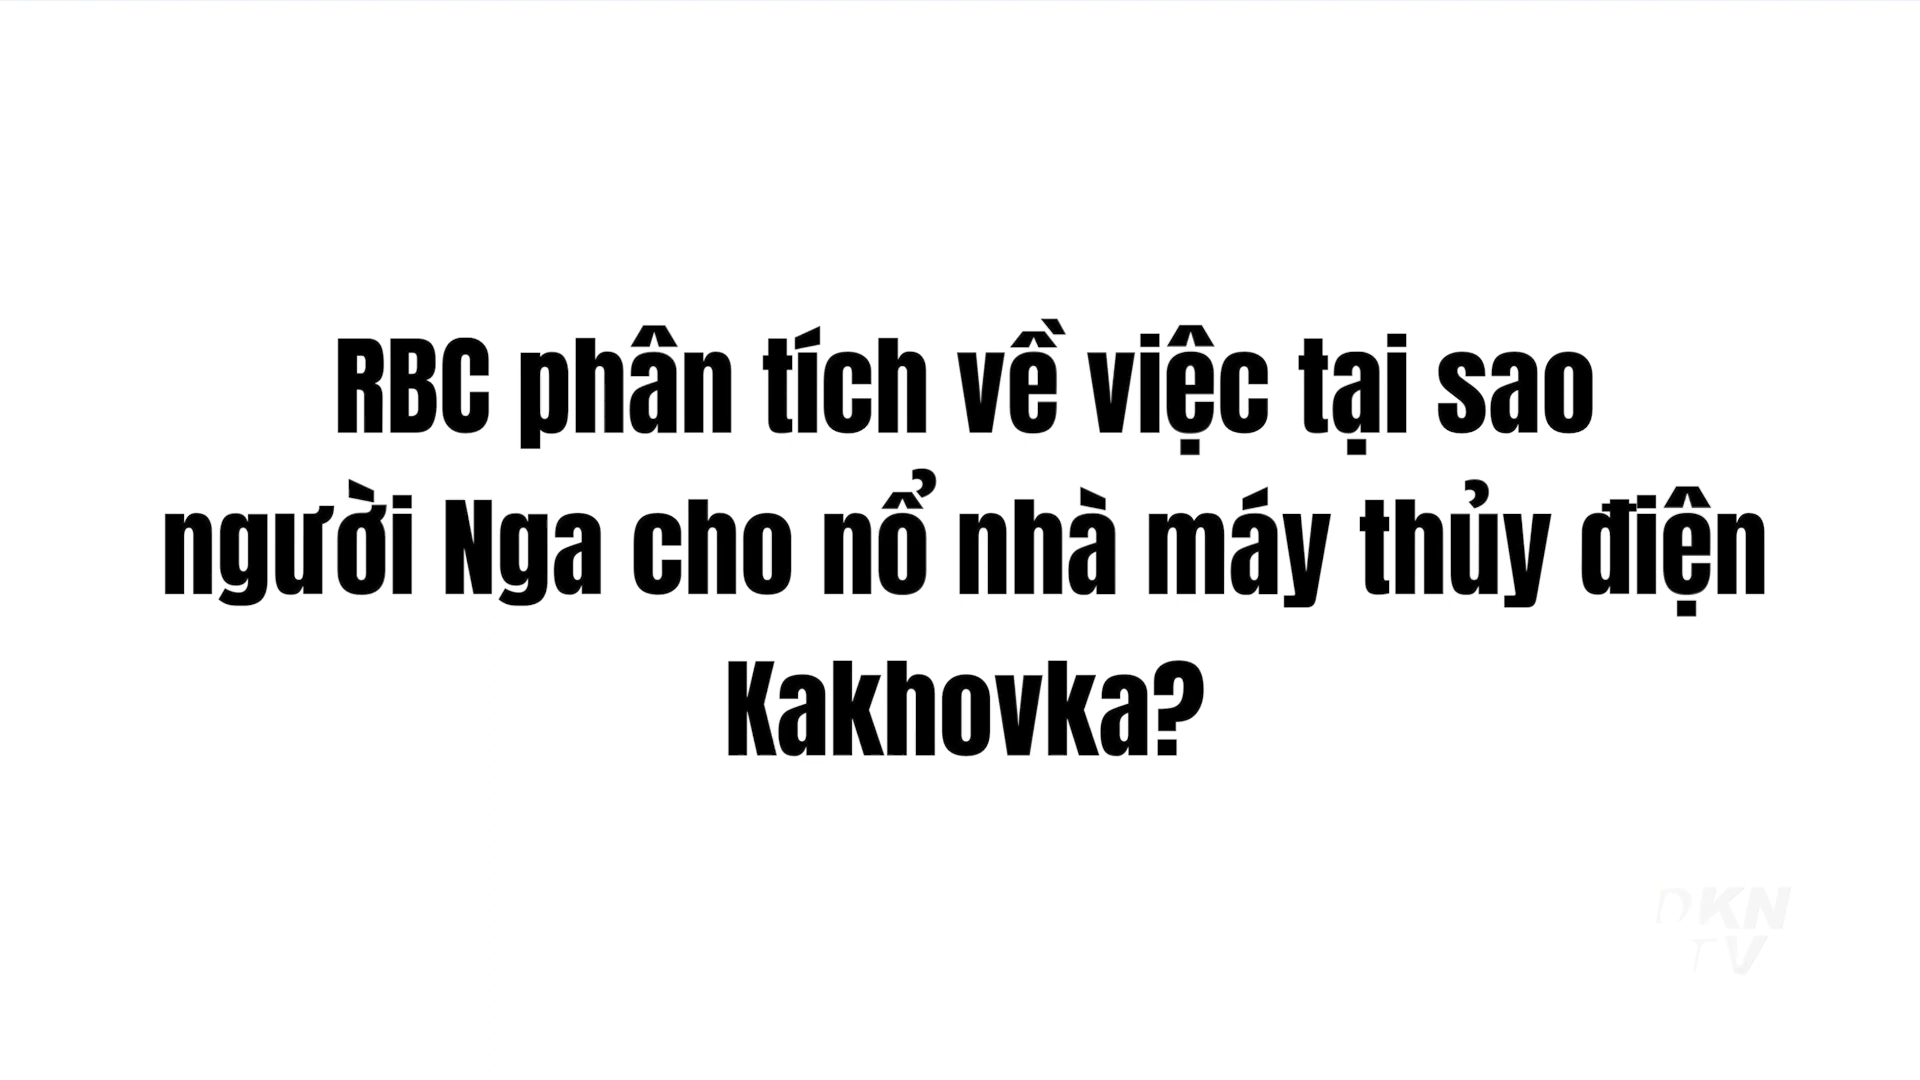 RBC phân tích về việc tại sao
người Nga cho nổ nhà máy thủy điện
Kakhovka?
DKN
TV